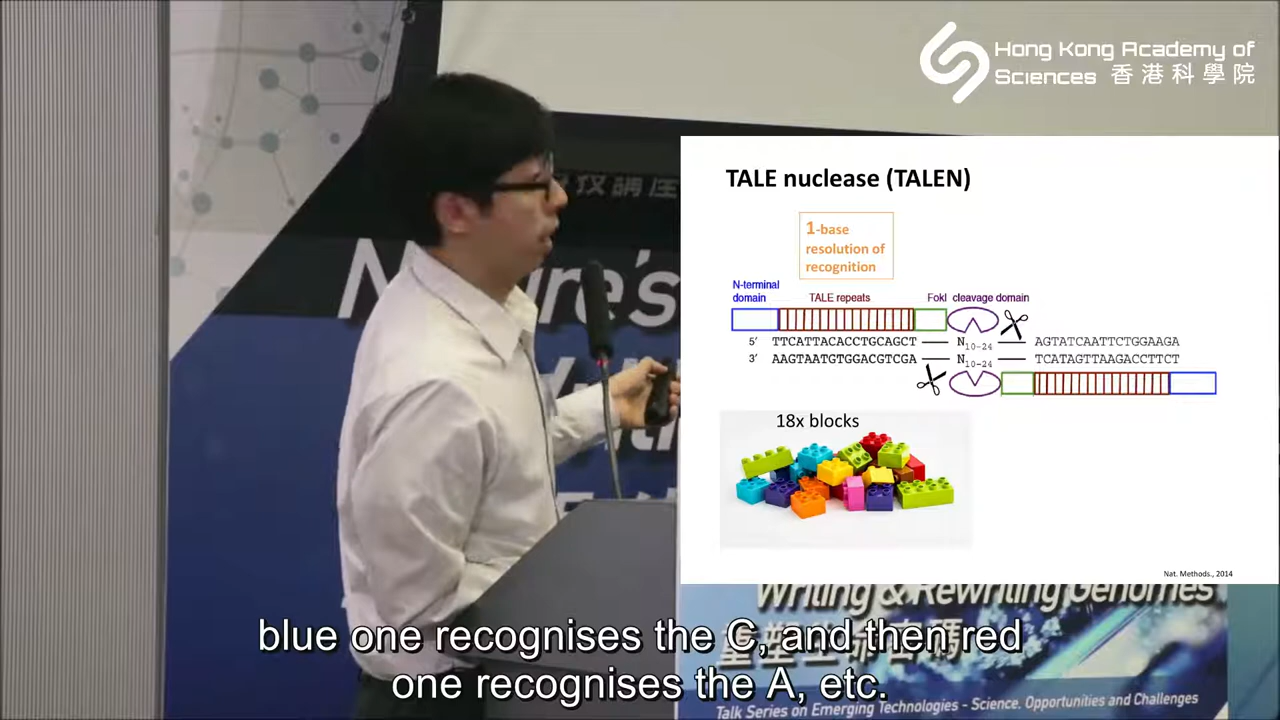 Hong Kong Academy of
Sciences 香港科學院
TALE nuclease (TALEN)
1-base
resolution of
recognition
N-terminal
domain
TALE repeats
FokI cleavage domain
5′ TTCATTACACCTGCAGCT N10-24 AGTATCAATTCTGGAAGA
3′ AAGTAATGTGGACGTCGA N10-24 TCATAGTTAAGACCTTCT
18x blocks
Nat. Methods., 2014
Writing & Rewriting Genomes
blue one recognises the C, and then red
one recognises the A, etc.
Talk Series on Emerging Technologies - Science, Opportunities and Challenges